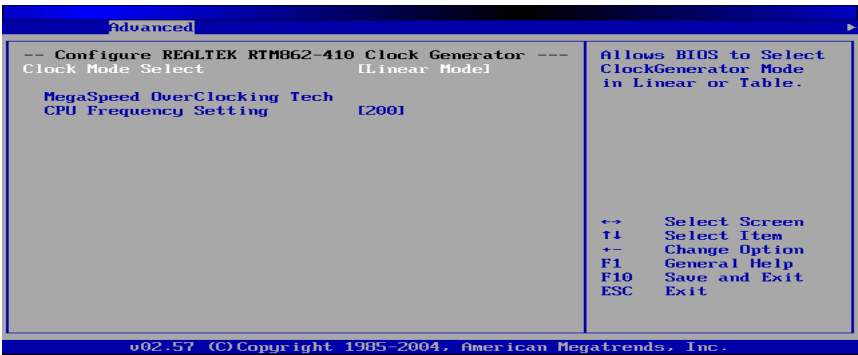 Advanced
-- Configure REALTEK RTM862-410 Clock Generator ---
Clock Mode Select [Linear Mode]
MegaSpeed OverClocking Tech
CPU Frequency Setting [200]
Allows BIOS to Select
ClockGenerator Mode
in Linear or Table.
←→ Select Screen
↑↓ Select Item
+- Change Option
F1 General Help
F10 Save and Exit
ESC Exit
v02.57 (C)Copyright 1985-2004, American Megatrends, Inc.